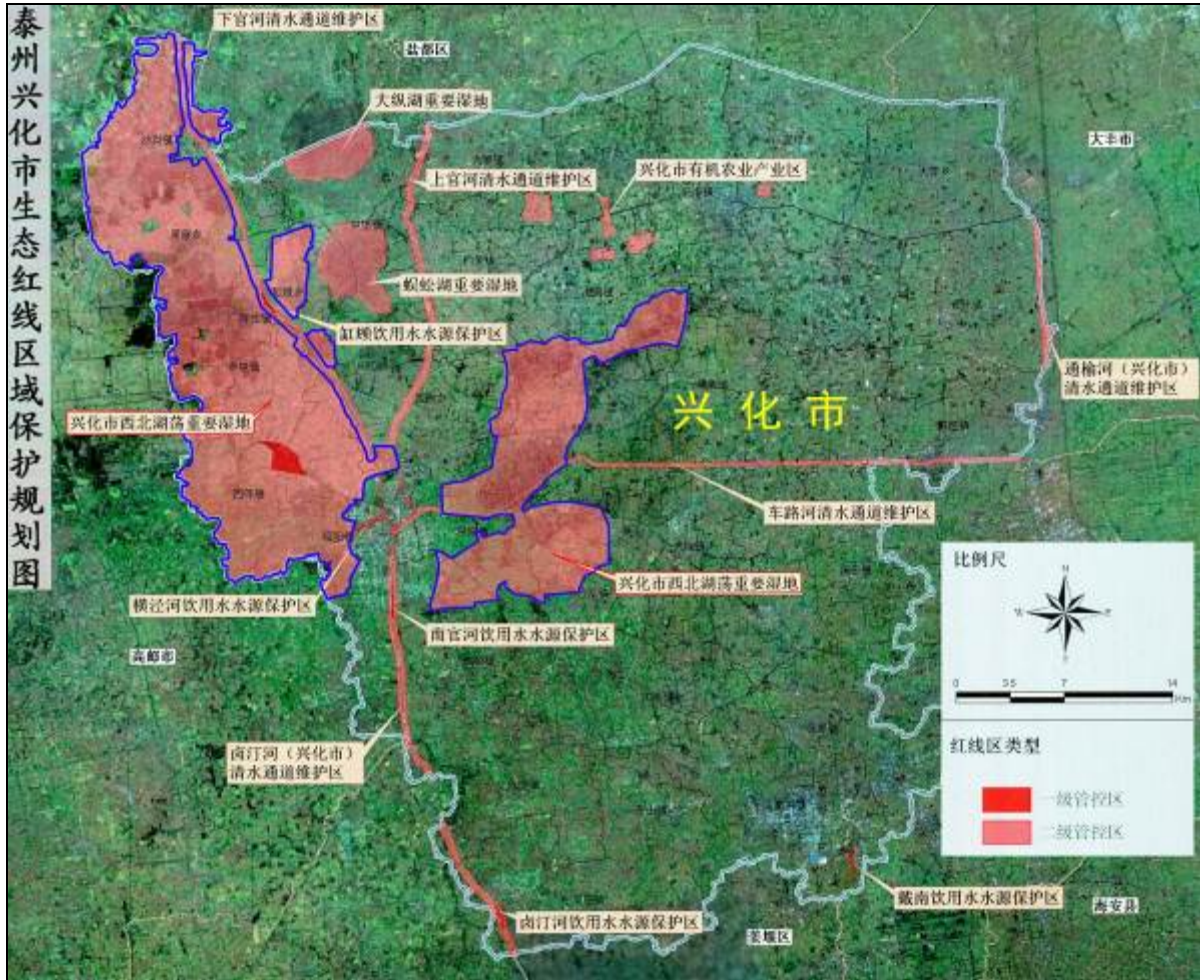 泰州兴化市生态红线区域保护规划图
下官河清水通道维护区
盐都区
大纵湖重要湿地
大丰市
上官河清水通道维护区
兴化市有机农业产业区
蜈蚣湖重要湿地
缸顾饮用水水源保护区
通榆河（兴化市）
清水通道维护区
兴化市西北湖荡重要湿地
兴化市
车路河清水通道维护区
兴化市西北湖荡重要湿地
横泾河饮用水水源保护区
南官河饮用水水源保护区
高邮市
卤汀河（兴化市）
清水通道维护区
比例尺
N
W
E
0 3.5 7 14
Km
红线区类型
一级管控区
二级管控区
戴南饮用水水源保护区
海安县
卤汀河饮用水水源保护区
姜堰区